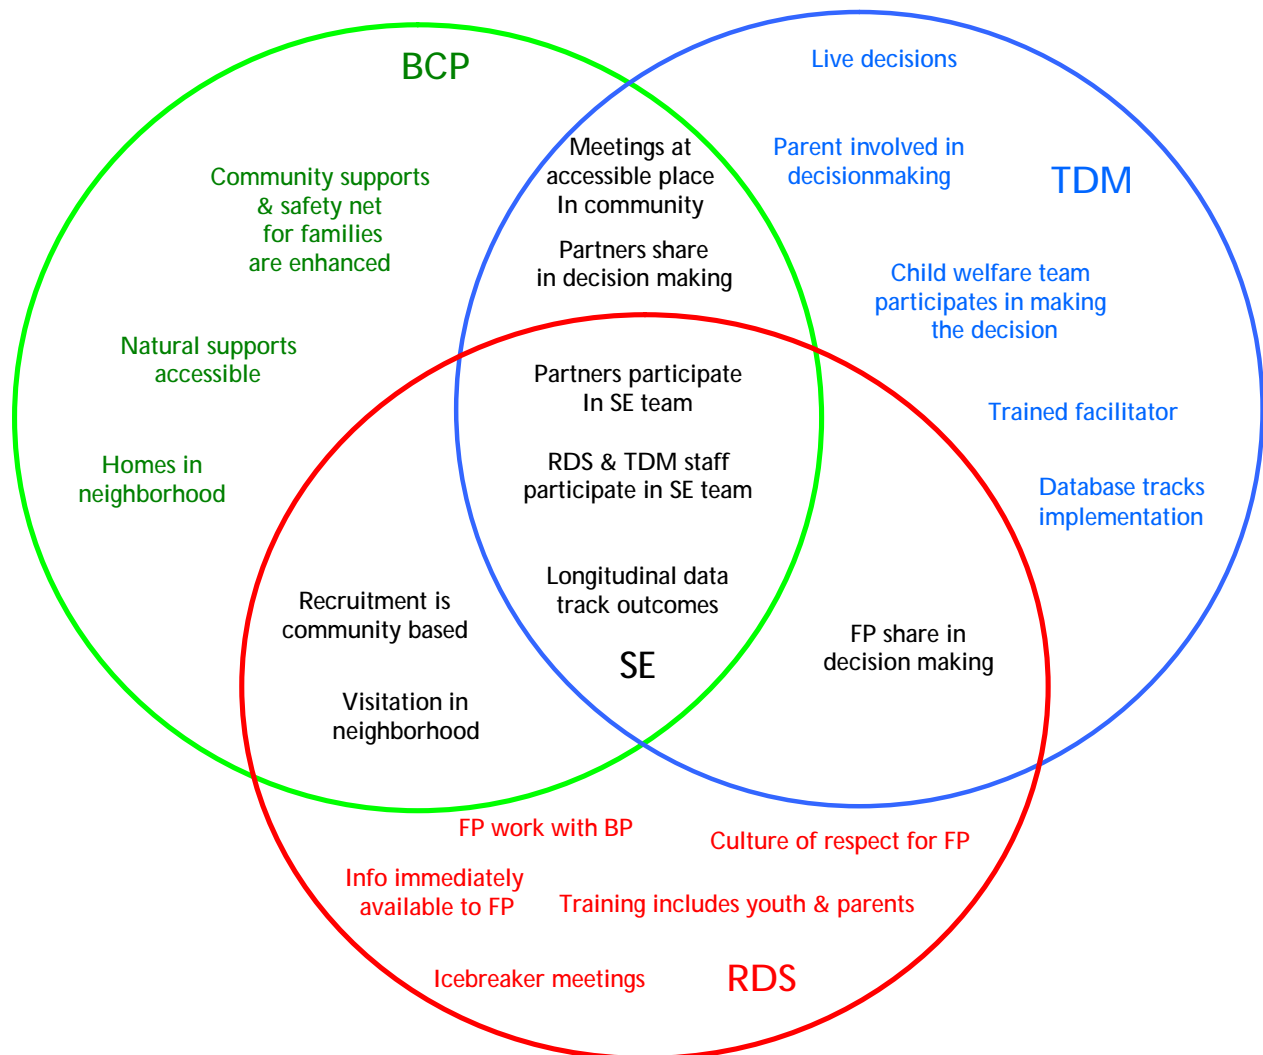 BCP
Community supports
& safety net
for families
are enhanced
Natural supports
accessible
Homes in
neighborhood
Meetings at
accessible place
In community
Partners share
in decision making
Live decisions
Parent involved in
decisionmaking
TDM
Child welfare team
participates in making
the decision
Trained facilitator
Database tracks
implementation
Partners participate
In SE team
RDS & TDM staff
participate in SE team
Longitudinal data
track outcomes
SE
Recruitment is
community based
Visitation in
neighborhood
FP share in
decision making
FP work with BP
Culture of respect for FP
Info immediately
available to FP
Training includes youth & parents
Icebreaker meetings
RDS